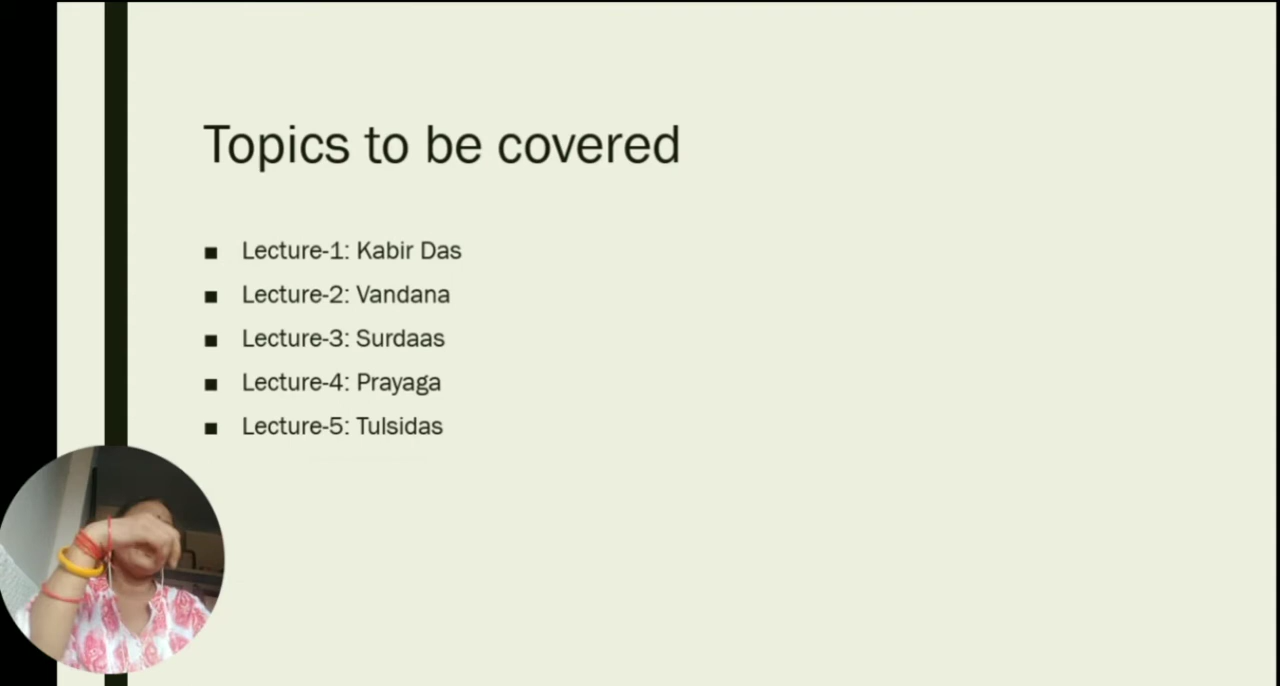 Topics to be covered
Lecture-1: Kabir Das
Lecture-2: Vandana
Lecture-3: Surdaas
Lecture-4: Prayaga
Lecture-5: Tulsidas